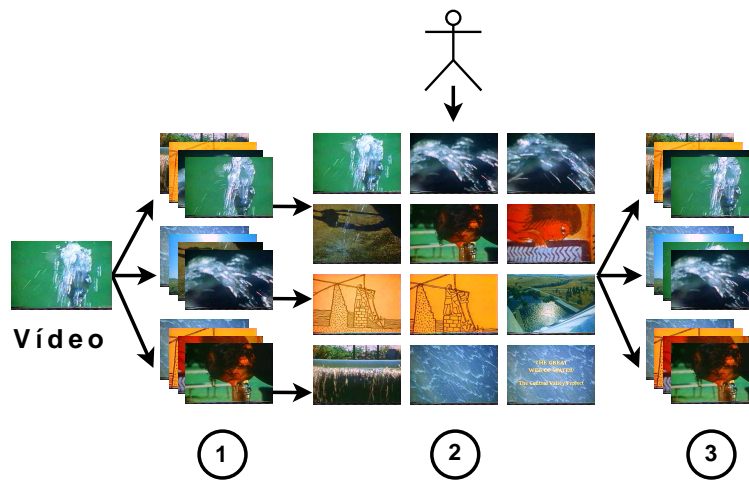 Vídeo
THE GREAT
WEB OF WATER
The Central Valley Project
1
2
3